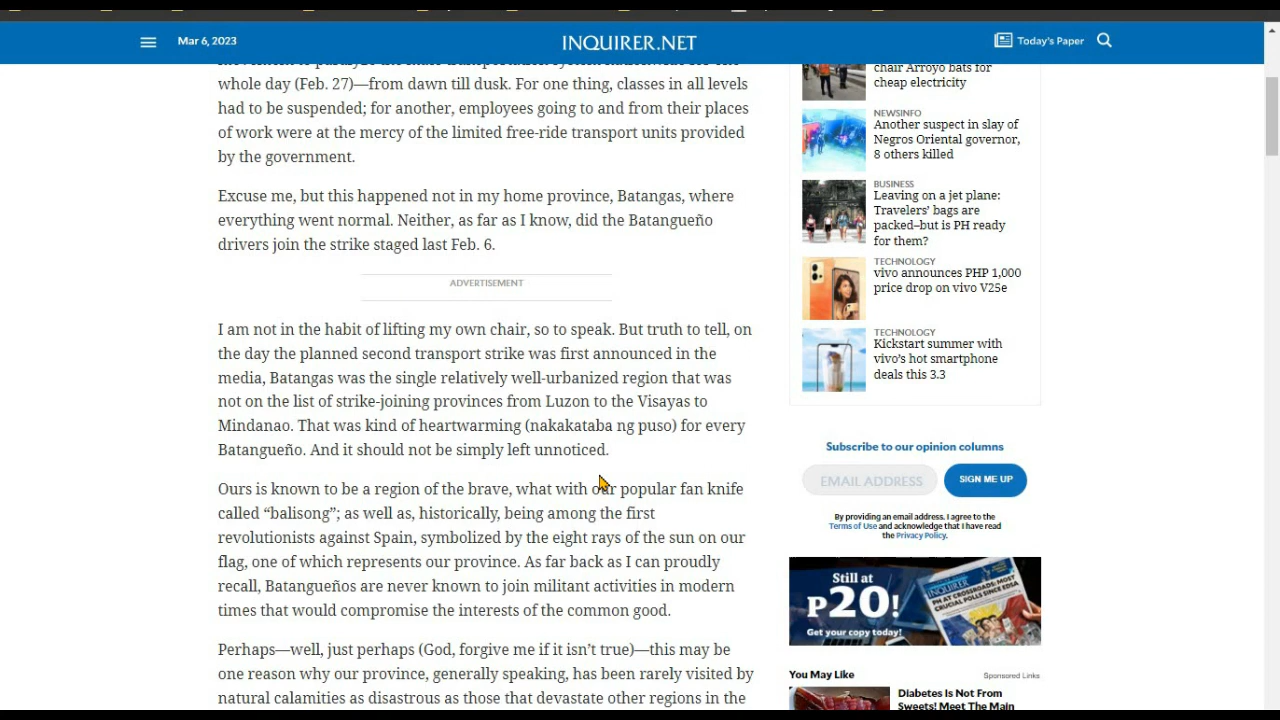 Mar 6, 2023
INQUIRER.NET
Today's Paper
whole day (Feb. 27)—from dawn till dusk. For one thing, classes in all levels
had to be suspended; for another, employees going to and from their places
of work were at the mercy of the limited free-ride transport units provided
by the government.
Excuse me, but this happened not in my home province, Batangas, where
everything went normal. Neither, as far as I know, did the Batangueño
drivers join the strike staged last Feb. 6.
ADVERTISEMENT
I am not in the habit of lifting my own chair, so to speak. But truth to tell, on
the day the planned second transport strike was first announced in the
media, Batangas was the single relatively well-urbanized region that was
not on the list of strike-joining provinces from Luzon to the Visayas to
Mindanao. That was kind of heartwarming (nakakataba ng puso) for every
Batangueño. And it should not be simply left unnoticed.
Ours is known to be a region of the brave, what with our popular fan knife
called “balisong”; as well as, historically, being among the first
revolutionists against Spain, symbolized by the eight rays of the sun on our
flag, one of which represents our province. As far back as I can proudly
recall, Batangueños are never known to join militant activities in modern
times that would compromise the interests of the common good.
Perhaps—well, just perhaps (God, forgive me if it isn’t true)—this may be
one reason why our province, generally speaking, has been rarely visited by
natural calamities as disastrous as those that devastate other regions in the
chair Arroyo bats for
cheap electricity
NEWSINFO
Another suspect in slay of
Negros Oriental governor,
8 others killed
BUSINESS
Leaving on a jet plane:
Travelers’ bags are
packed–but is PH ready
for them?
TECHNOLOGY
vivo announces PHP 1,000
price drop on vivo V25e
TECHNOLOGY
Kickstart summer with
vivo’s hot smartphone
deals this 3.3
Subscribe to our opinion columns
EMAIL ADDRESS
SIGN ME UP
By providing an email address. I agree to the
Terms of Use and acknowledge that I have read
the Privacy Policy.
Still at
P20!
Get your copy today!
INQUIRER
PH AT CROSSROADS: MOST
CRUCIAL POLLS SINCE EDSA
You May Like
Sponsored Links
Diabetes Is Not From
Sweets! Meet The Main